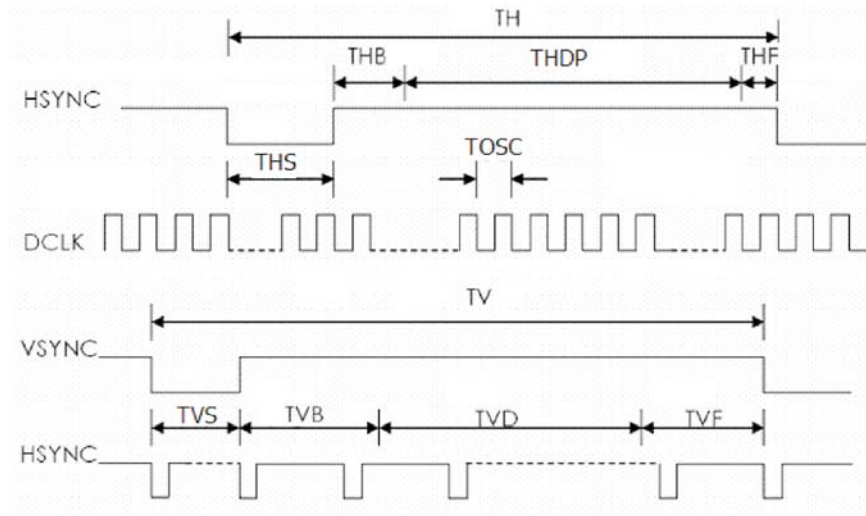 TH
THB THDP THF
HSYNC
THS TOSC
DCLK
TV
VSYNC
TVS TVB TVD TVF
HSYNC